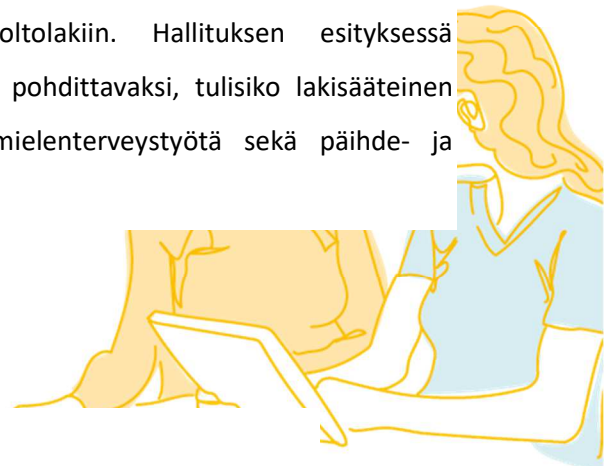 oltolakiin. Hallituksen esityksessä
pohdittavaksi, tulisiko lakisääteinen
mielenterveystyötä sekä päihde- ja